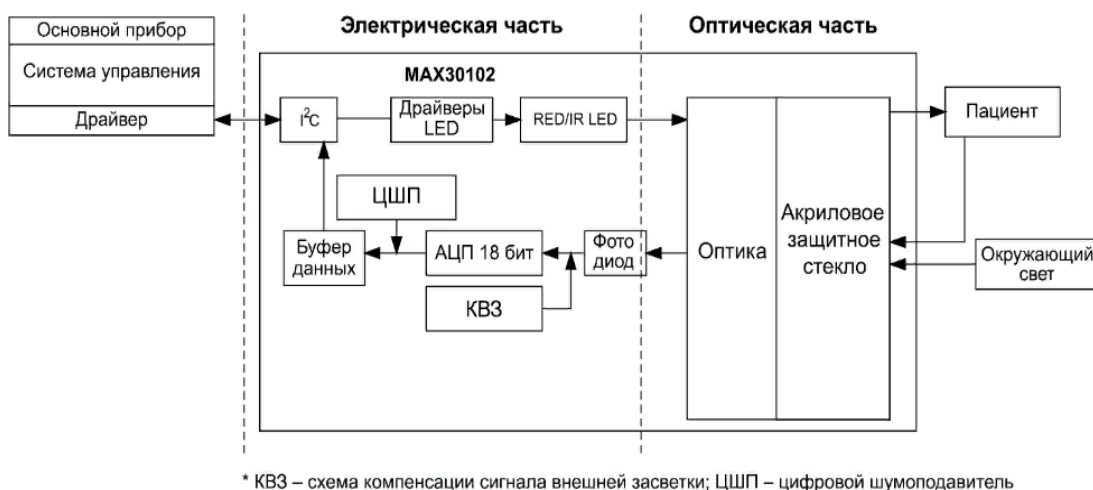 Электрическая часть
Оптическая часть
Основной прибор
Система управления
Драйвер
MAX30102
I²C
Драйверы
LED
RED/IR LED
Пациент
ЦШП
Буфер
данных
АЦП 18 бит
Фото
диод
КВЗ
Оптика
Акриловое
защитное
стекло
Окружающий
свет
* КВЗ – схема компенсации сигнала внешней засветки; ЦШП – цифровой шумоподавитель